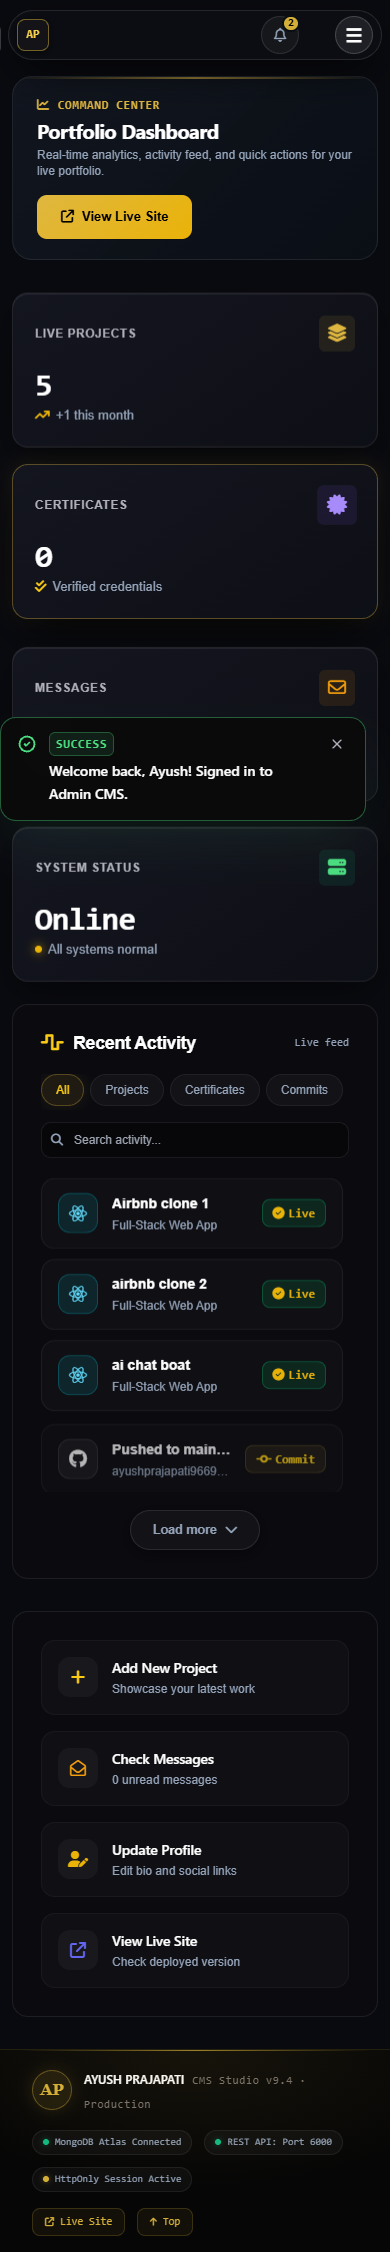 AP
2
COMMAND CENTER
Portfolio Dashboard
Real-time analytics, activity feed, and quick actions for your
live portfolio.
View Live Site
LIVE PROJECTS
5
+1 this month
CERTIFICATES
0
Verified credentials
MESSAGES
SUCCESS
Welcome back, Ayush! Signed in to
Admin CMS.
SYSTEM STATUS
Online
All systems normal
Recent Activity
Live feed
All
Projects
Certificates
Commits
Search activity...
Airbnb clone 1
Full-Stack Web App
Live
airbnb clone 2
Full-Stack Web App
Live
ai chat boat
Full-Stack Web App
Live
Pushed to main...
ayushprajapati9669...
Commit
Load more
Add New Project
Showcase your latest work
Check Messages
0 unread messages
Update Profile
Edit bio and social links
View Live Site
Check deployed version
AP
AYUSH PRAJAPATI CMS Studio v9.4 ·
Production
MongoDB Atlas Connected
REST API: Port 6000
HttpOnly Session Active
Live Site
Top